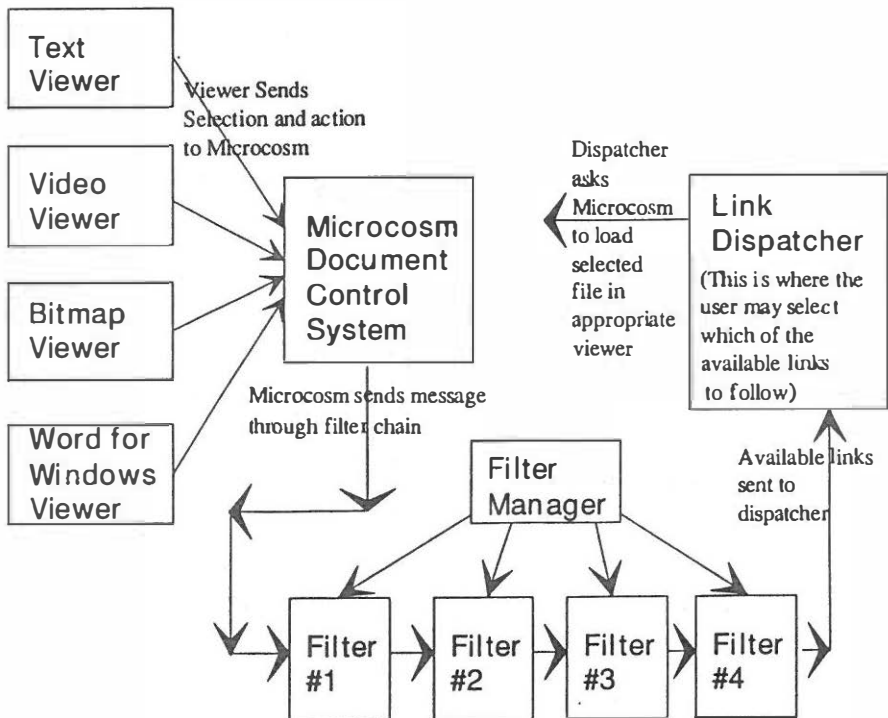 Text
Viewer
Viewer Sends
Selection and action
to Microcosm
Video
Viewer
Bitmap
Viewer
Word for
Windows
Viewer
Microcosm
Document
Control
System
Dispatcher
asks
Microcosm
to load
selected
file in
appropriate
viewer
Link
Dispatcher
(This is where the
user may select
which of the
available links
to follow)
Microcosm sends message
through filter chain
Filter
Manager
Available links
sent to
dispatcher
Filter
#1
Filter
#2
Filter
#3
Filter
#4